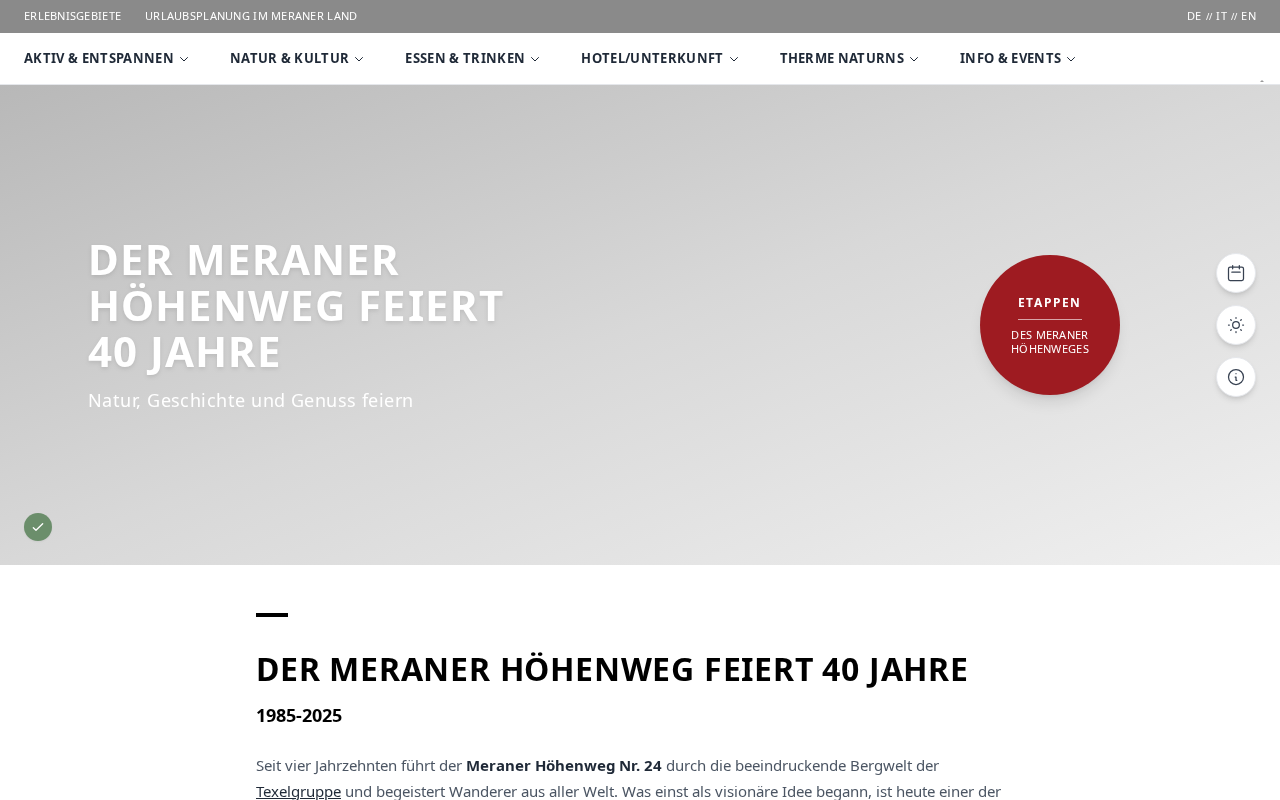 ERLEBNISGEBIETE URLAUBSPLANUNG IM MERANER LAND DE // IT // EN
AKTIV & ENTSPANNEN NATUR & KULTUR ESSEN & TRINKEN HOTEL/UNTERKUNFT THERME NATURNS INFO & EVENTS
DER MERANER
HÖHENWEG FEIERT
40 JAHRE
Natur, Geschichte und Genuss feiern
ETAPPEN
DES MERANER
HÖHENWEGES
DER MERANER HÖHENWEG FEIERT 40 JAHRE
1985-2025
Seit vier Jahrzehnten führt der Meraner Höhenweg Nr. 24 durch die beeindruckende Bergwelt der
Texelgruppe und begeistert Wanderer aus aller Welt. Was einst als visionäre Idee begann, ist heute einer der